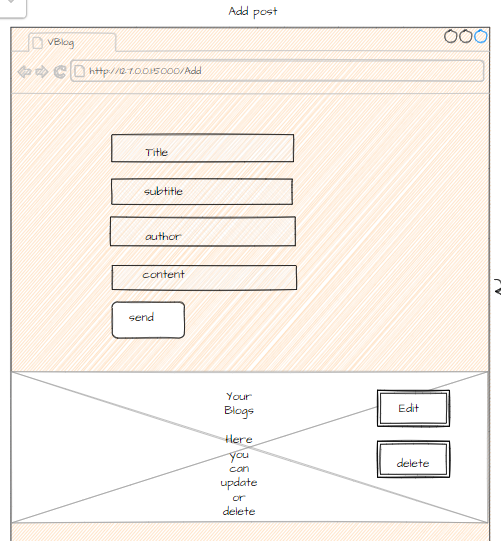 Add post
VBlog
http://127.0.0.1:5000/Add
Title
subtitle
author
content
send
Your
Blogs
Here
you
can
update
or
delete
Edit
delete